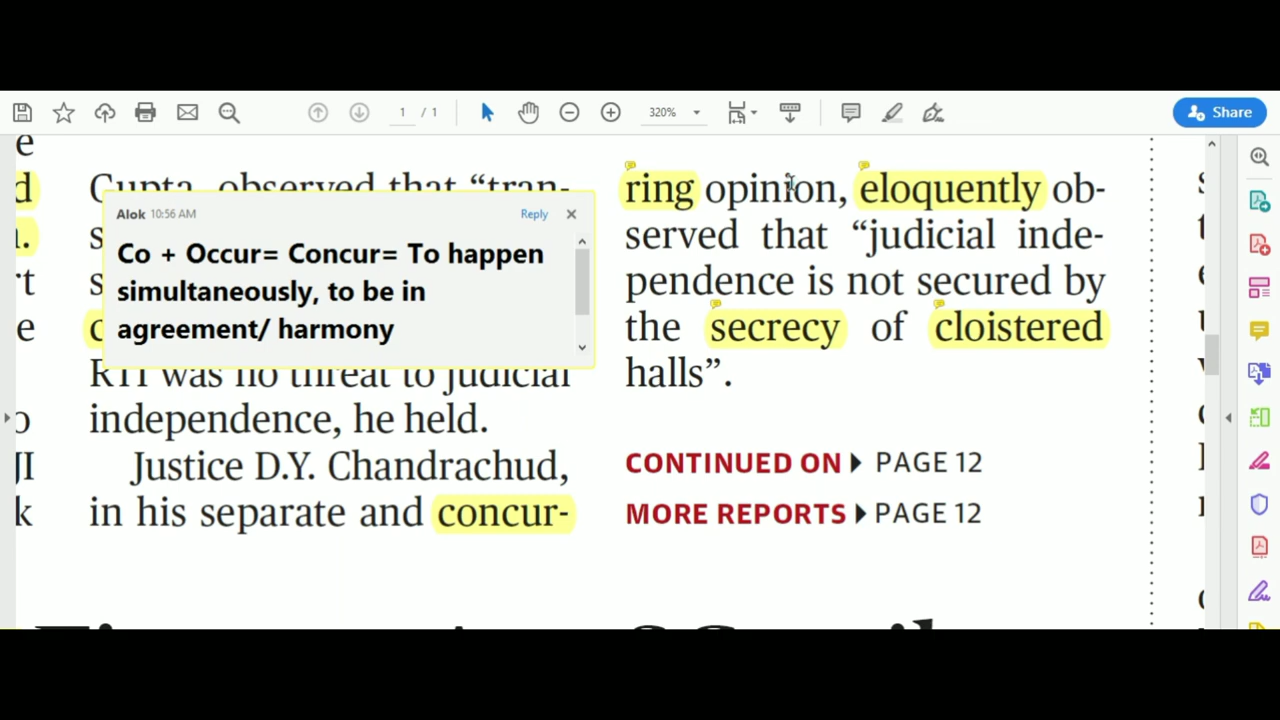 1 / 1
320%
Share
e
d
n.
rt
e
o
JI
k
Gupta, observed that “tran-
Alok 10:56 AM
Reply
Co + Occur= Concur= To happen
simultaneously, to be in
agreement/ harmony
RTI was no threat to judicial
independence, he held.
Justice D.Y. Chandrachud,
in his separate and concur-
ring opinion, eloquently ob-
served that “judicial inde-
pendence is not secured by
the secrecy of cloistered
halls”.
CONTINUED ON PAGE 12
MORE REPORTS PAGE 12